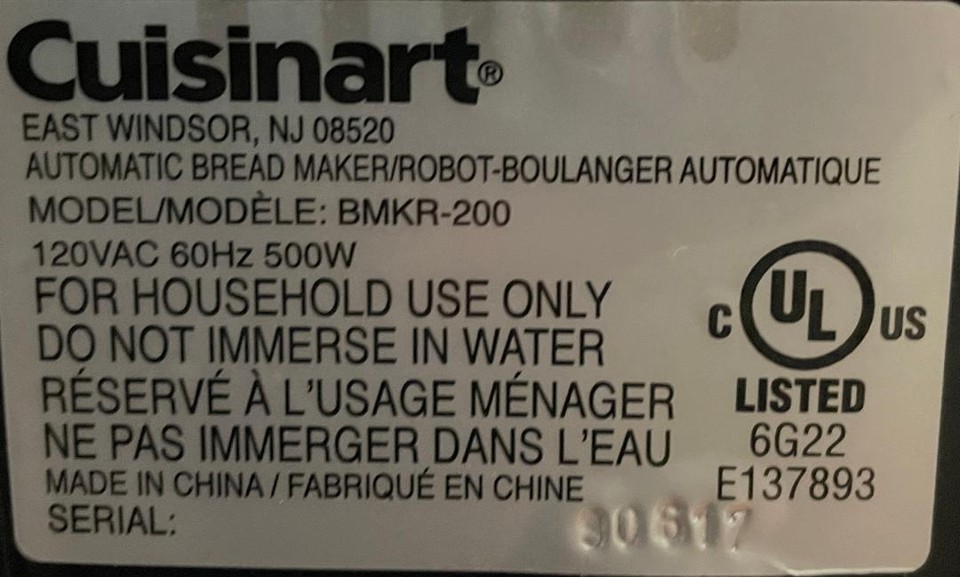 Cuisinart®
EAST WINDSOR, NJ 08520
AUTOMATIC BREAD MAKER/ROBOT-BOULANGER AUTOMATIQUE
MODEL/MODÈLE: BMKR-200
120VAC 60Hz 500W
FOR HOUSEHOLD USE ONLY
DO NOT IMMERSE IN WATER
RÉSERVÉ À L'USAGE MÉNAGER
NE PAS IMMERGER DANS L'EAU
MADE IN CHINA / FABRIQUÉ EN CHINE
SERIAL:
C UL US
LISTED
6G22
E137893